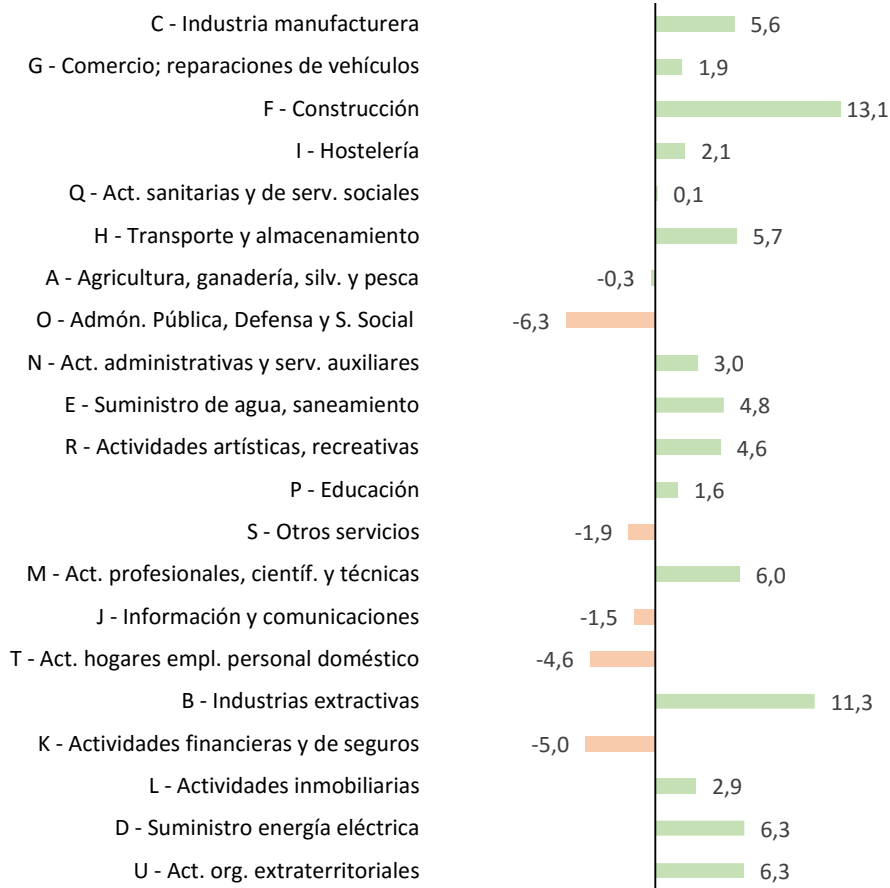 C - Industria manufacturera 5,6
G - Comercio; reparaciones de vehículos 1,9
F - Construcción 13,1
I - Hostelería 2,1
Q - Act. sanitarias y de serv. sociales 0,1
H - Transporte y almacenamiento 5,7
A - Agricultura, ganadería, silv. y pesca -0,3
O - Admón. Pública, Defensa y S. Social -6,3
N - Act. administrativas y serv. auxiliares 3,0
E - Suministro de agua, saneamiento 4,8
R - Actividades artísticas, recreativas 4,6
P - Educación 1,6
S - Otros servicios -1,9
M - Act. profesionales, científ. y técnicas 6,0
J - Información y comunicaciones -1,5
T - Act. hogares empl. personal doméstico -4,6
B - Industrias extractivas 11,3
K - Actividades financieras y de seguros -5,0
L - Actividades inmobiliarias 2,9
D - Suministro energía eléctrica 6,3
U - Act. org. extraterritoriales 6,3